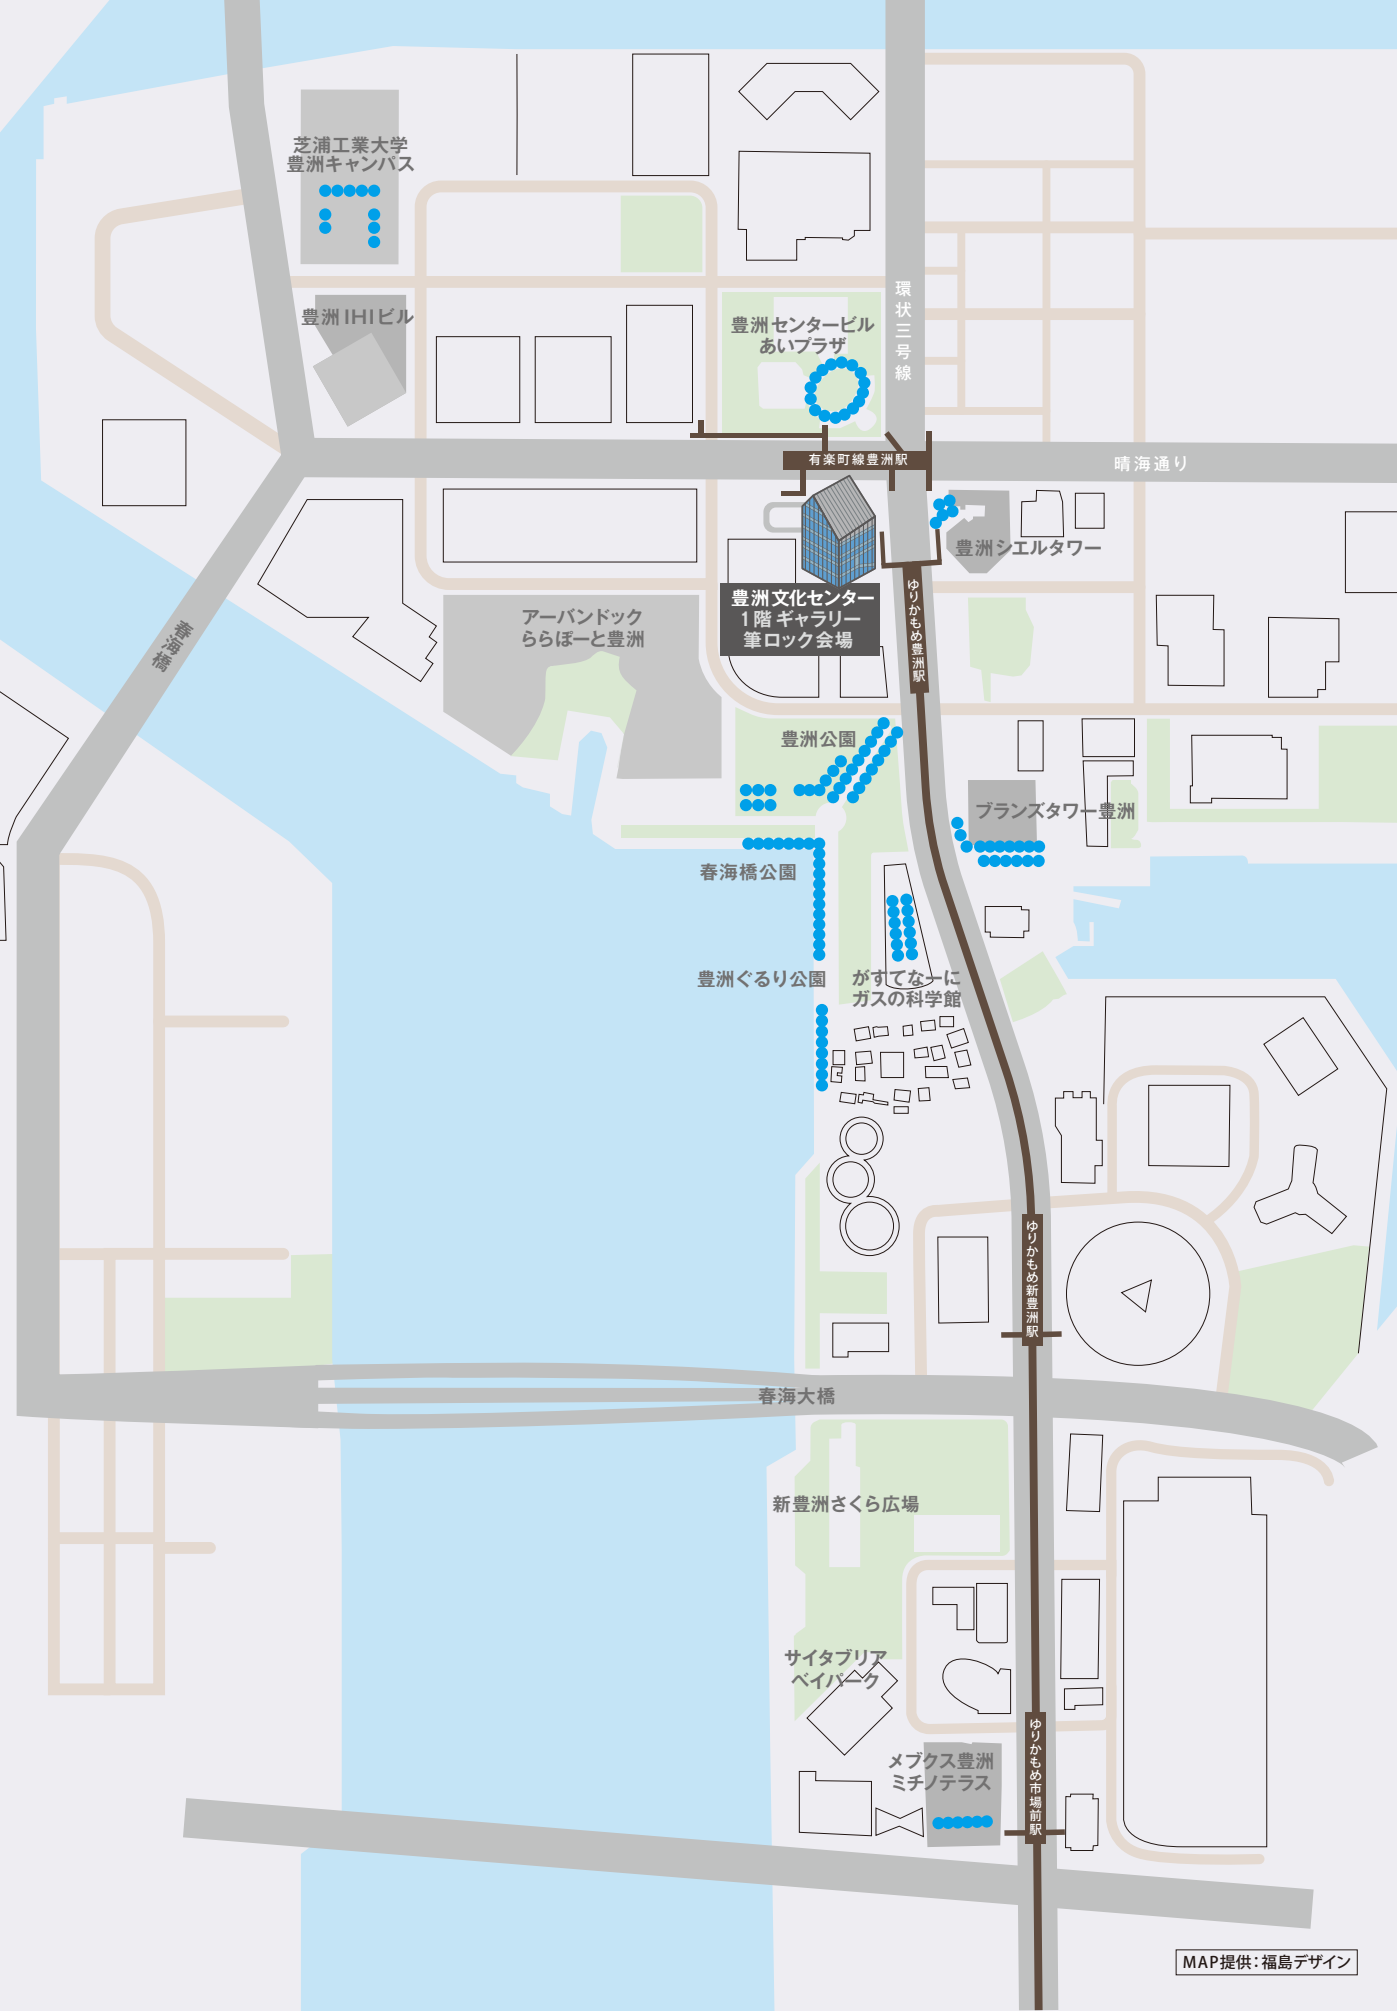 芝浦工業大学
豊洲キャンパス
豊洲IHIビル
豊洲センタービル
あいプラザ
環状三号線
有楽町線豊洲駅
晴海通り
豊洲シエルタワー
豊洲文化センター
1階 ギャラリー
筆ロック会場
アーバンドック
ららぽーと豊洲
ゆりかもめ豊洲駅
春海橋
豊洲公園
ブランズタワー豊洲
春海橋公園
豊洲ぐるり公園
がすてなーに
ガスの科学館
ゆりかもめ新豊洲駅
春海大橋
新豊洲さくら広場
サイタブリア
ベイパーク
メブクス豊洲
ミチノテラス
ゆりかもめ市場前駅
MAP提供：福島デザイン